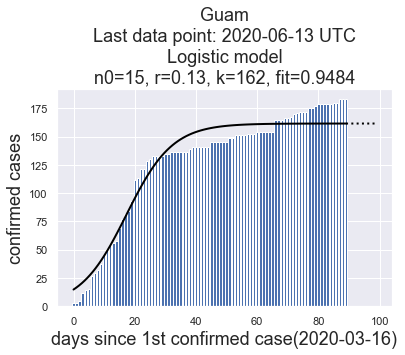 Guam
Last data point: 2020-06-13 UTC
Logistic model
n0=15, r=0.13, k=162, fit=0.9484
confirmed cases
175
150
125
100
75
50
25
0
0 20 40 60 80 100
days since 1st confirmed case(2020-03-16)